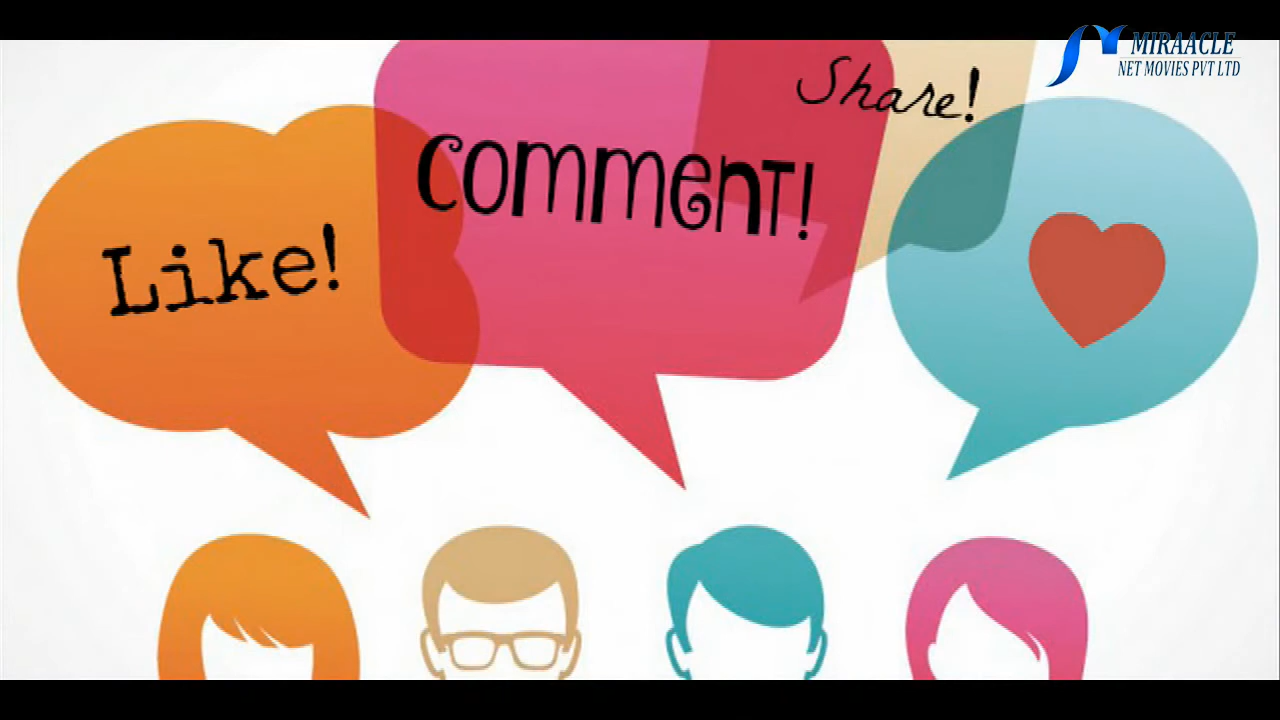 MIRAACLE
NET MOVIES PVT LTD
Share!
Comment!
Like!